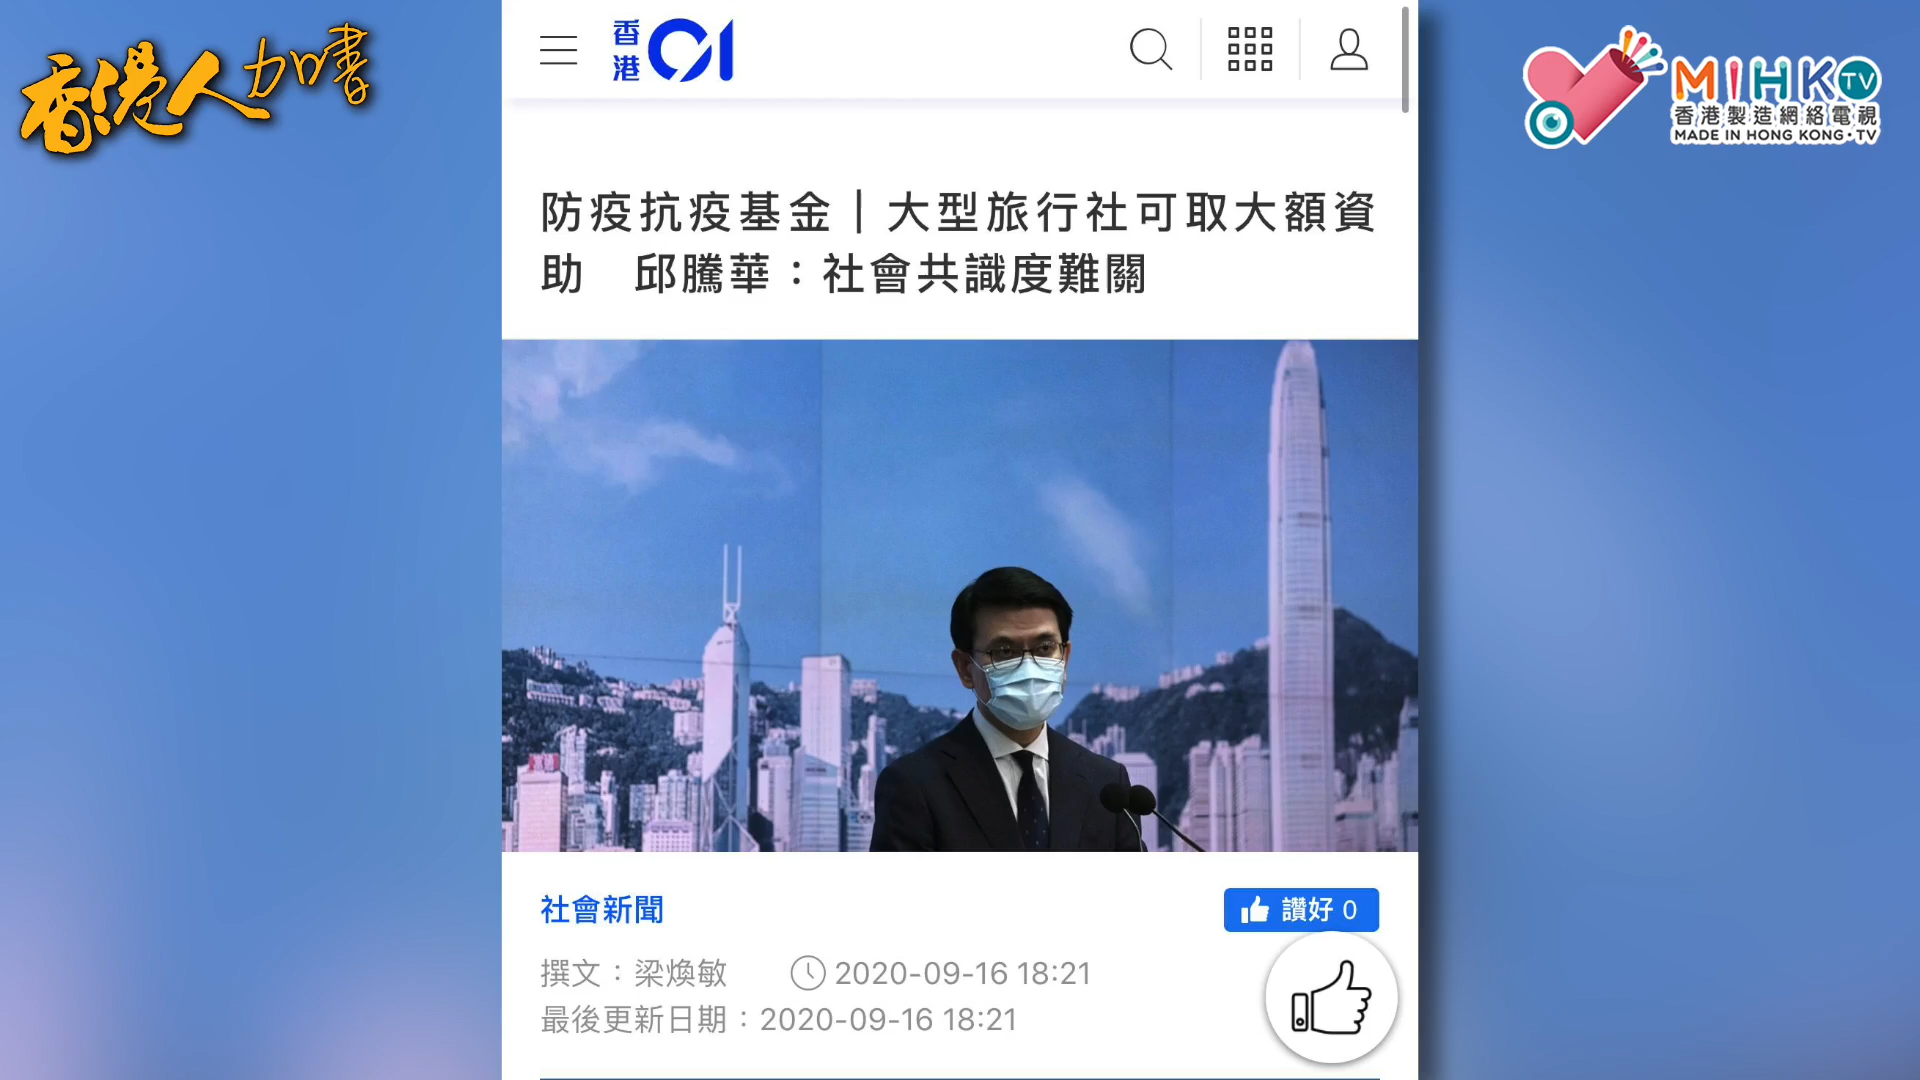 香港人加嘥
香港01
MIHK TV
香港製造網絡電視
MADE IN HONG KONG・TV
防疫抗疫基金｜大型旅行社可取大額資
助　邱騰華：社會共識度難關
社會新聞
讚好 0
撰文：梁煥敏
2020-09-16 18:21
最後更新日期：2020-09-16 18:21